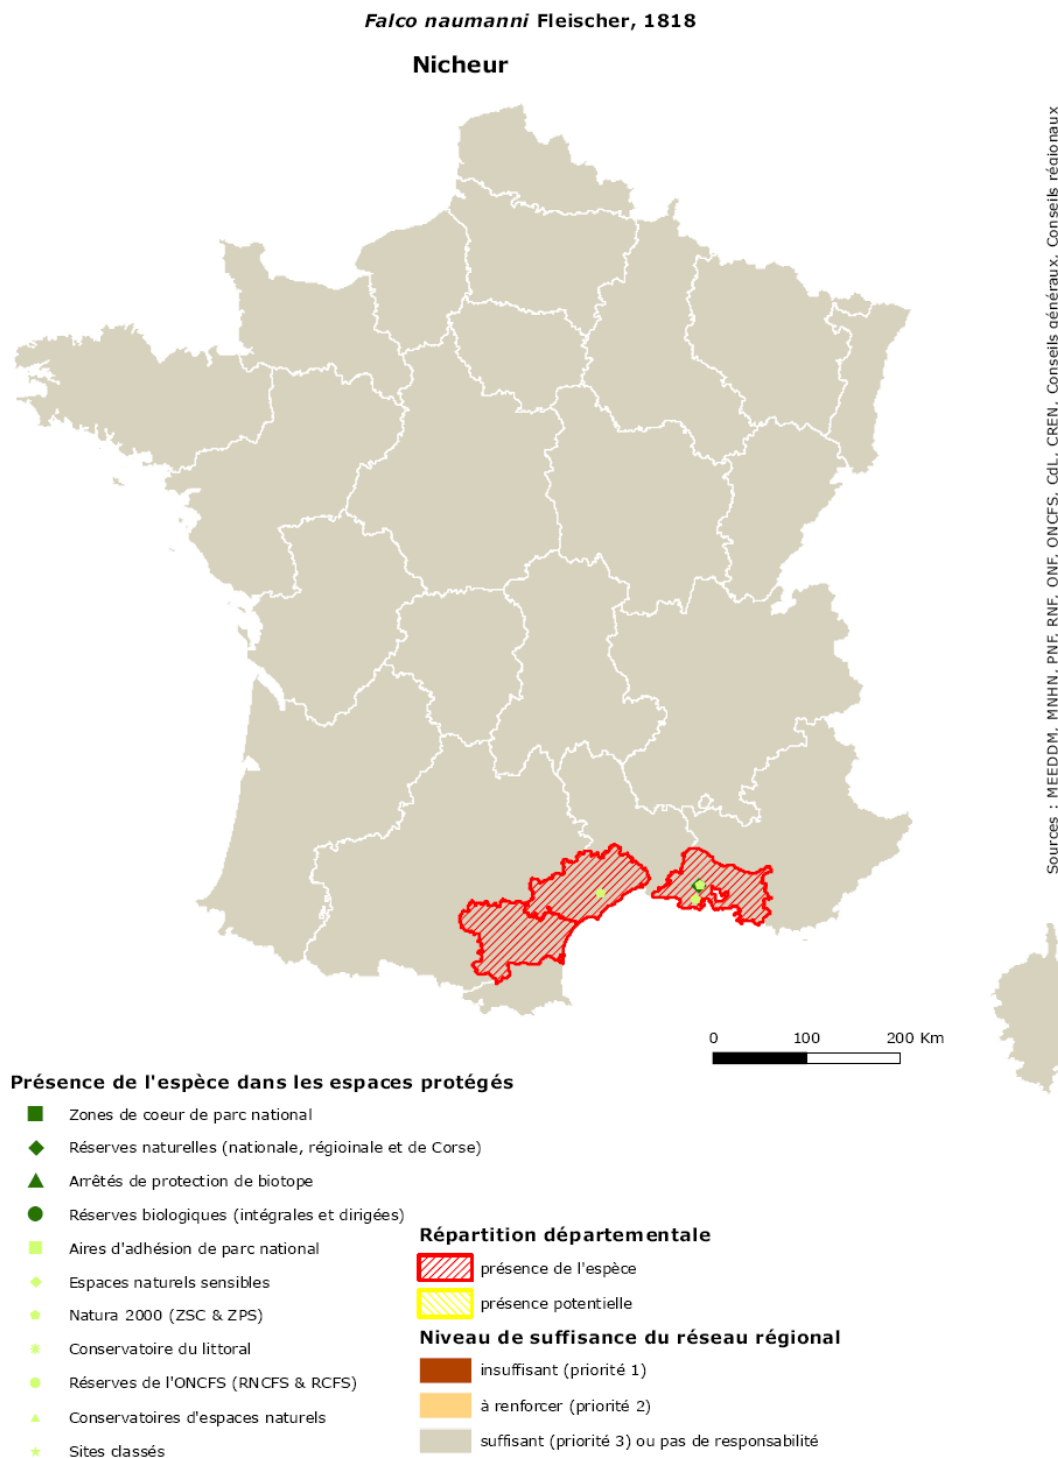 Falco naumanni Fleischer, 1818
Nicheur
Sources : MEEDDM, MNHN, PNF, RNF, ONF, ONCFS, CdL, CREN, Conseils généraux, Conseils régionaux
0 100 200 Km
Présence de l'espèce dans les espaces protégés
Zones de coeur de parc national
Réserves naturelles (nationale, régioinale et de Corse)
Arrêtés de protection de biotope
Réserves biologiques (intégrales et dirigées)
Aires d'adhésion de parc national
Espaces naturels sensibles
Natura 2000 (ZSC & ZPS)
Conservatoire du littoral
Réserves de l'ONCFS (RNCFS & RCFS)
Conservatoires d'espaces naturels
Sites classés
Répartition départementale
présence de l'espèce
présence potentielle
Niveau de suffisance du réseau régional
insuffisant (priorité 1)
à renforcer (priorité 2)
suffisant (priorité 3) ou pas de responsabilité